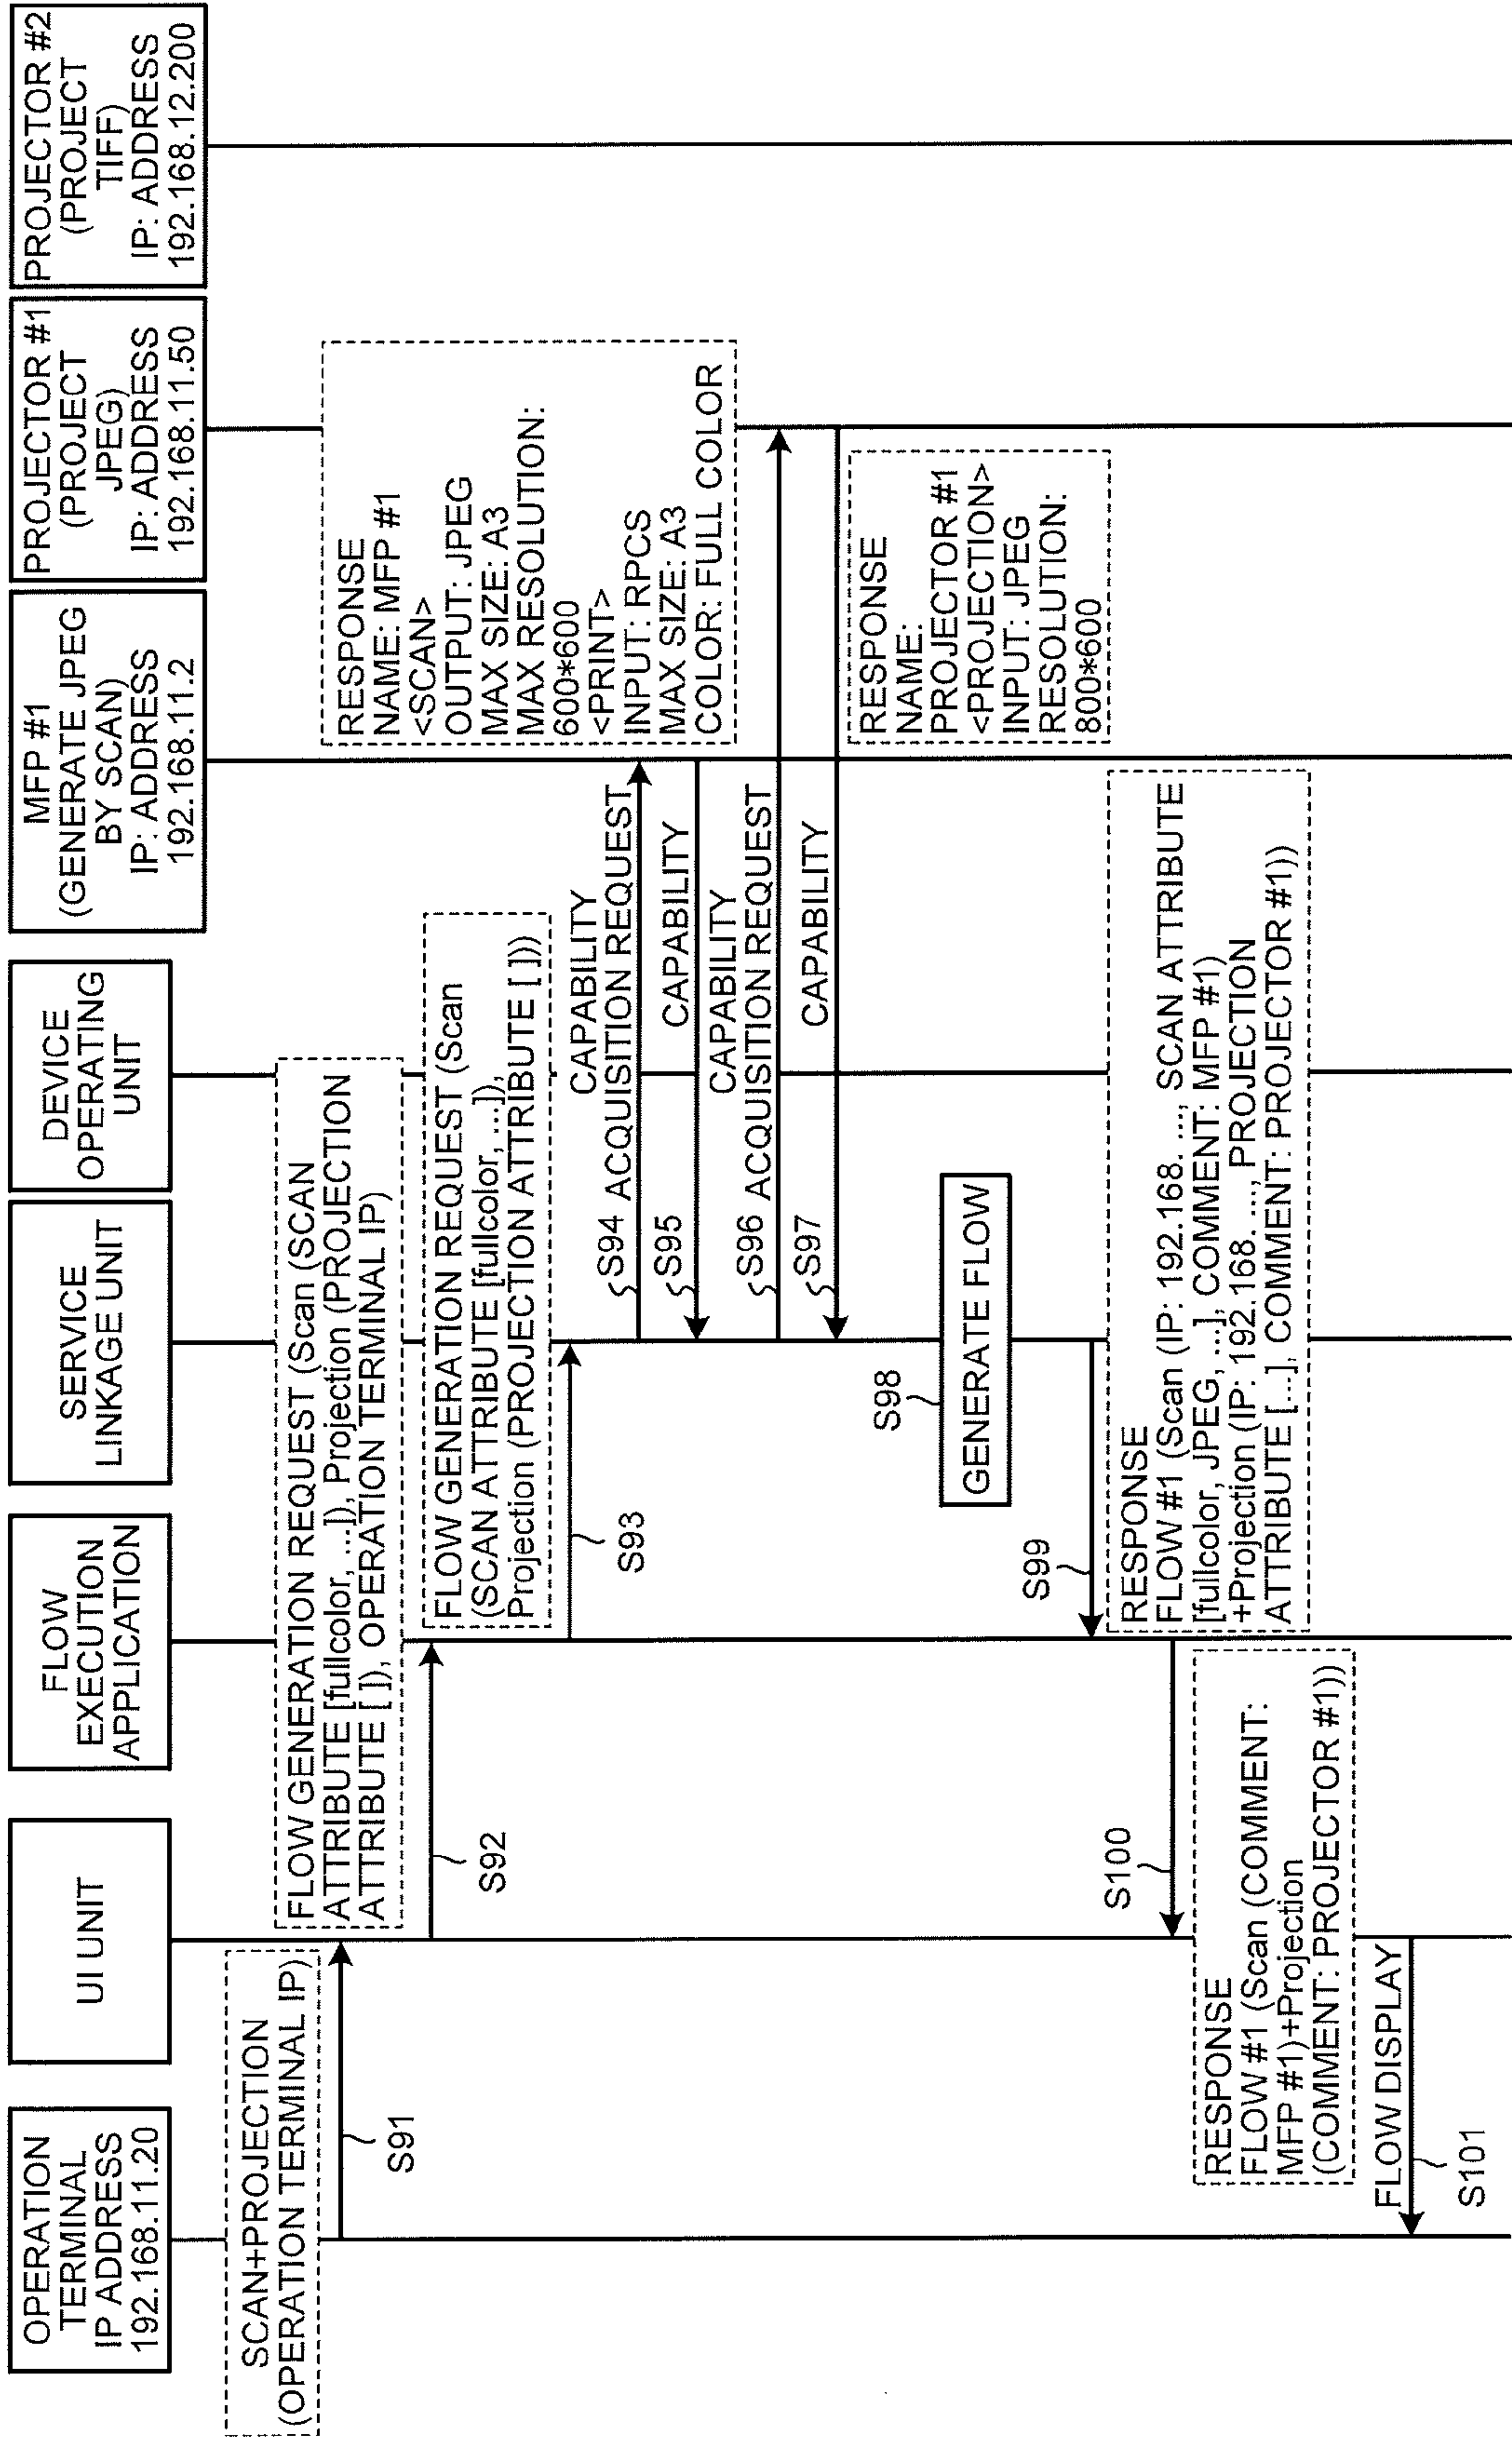 OPERATION
TERMINAL
IP ADDRESS
192.168.11.20
UI UNIT
FLOW
EXECUTION
APPLICATION
SERVICE
LINKAGE UNIT
DEVICE
OPERATING
UNIT
MFP #1
(GENERATE JPEG
BY SCAN)
IP: ADDRESS
192.168.11.2
PROJECTOR #1
(PROJECT
JPEG)
IP: ADDRESS
192.168.11.50
PROJECTOR #2
(PROJECT
TIFF)
IP: ADDRESS
192.168.12.200
SCAN+PROJECTION
(OPERATION TERMINAL IP)
S91
FLOW GENERATION REQUEST (Scan (SCAN
ATTRIBUTE [fullcolor, ...]), Projection (PROJECTION
ATTRIBUTE [ ]), OPERATION TERMINAL IP)
S92
FLOW GENERATION REQUEST (Scan
(SCAN ATTRIBUTE [fullcolor, ...]),
Projection (PROJECTION ATTRIBUTE [ ]))
S93
CAPABILITY
S94 ACQUISITION REQUEST
RESPONSE
NAME: MFP #1
<SCAN>
OUTPUT: JPEG
MAX SIZE: A3
MAX RESOLUTION:
600*600
<PRINT>
INPUT: RPCS
MAX SIZE: A3
COLOR: FULL COLOR
S95 CAPABILITY
CAPABILITY
S96 ACQUISITION REQUEST
S97 CAPABILITY
RESPONSE
NAME:
PROJECTOR #1
<PROJECTION>
INPUT: JPEG
RESOLUTION:
800*600
S98
GENERATE FLOW
S99
RESPONSE
FLOW #1 (Scan (IP: 192.168. ..., SCAN ATTRIBUTE
[fullcolor, JPEG, ...], COMMENT: MFP #1)
+Projection (IP: 192.168. ..., PROJECTION
ATTRIBUTE [...], COMMENT: PROJECTOR #1))
S100
RESPONSE
FLOW #1 (Scan (COMMENT:
MFP #1)+Projection
(COMMENT: PROJECTOR #1))
FLOW DISPLAY
S101